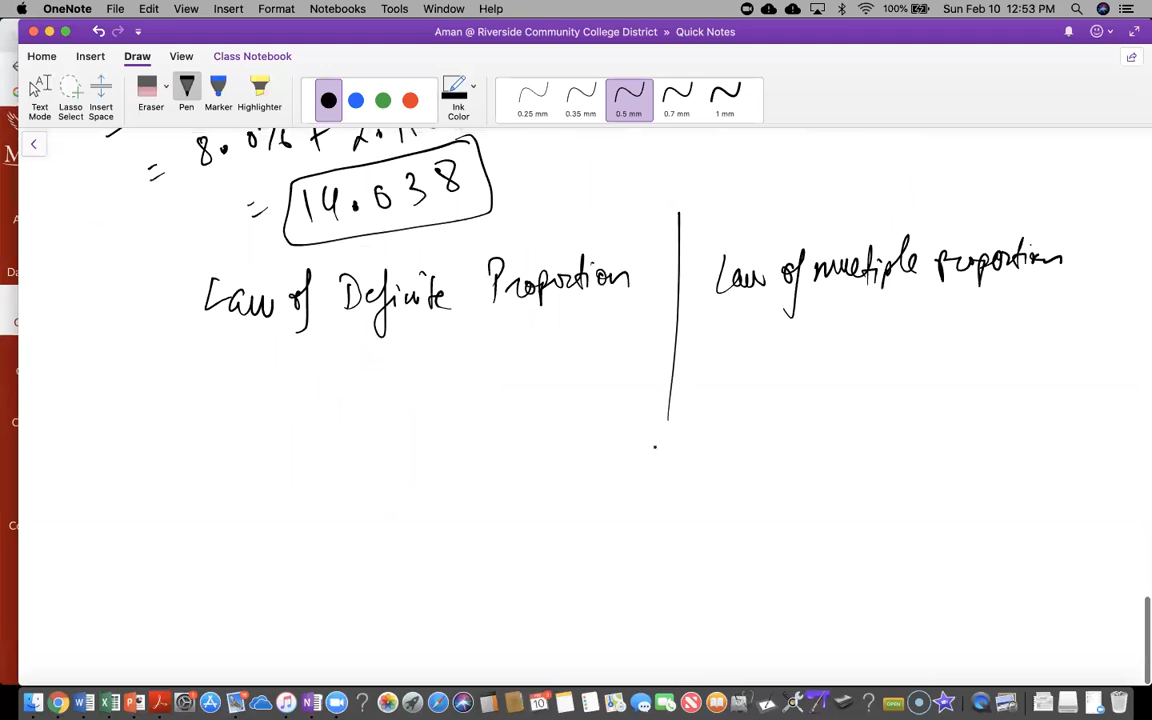 OneNote File Edit View Insert Format Notebooks Tools Window Help 100% Sun Feb 10 12:53 PM
Aman @ Riverside Community College District » Quick Notes
Home Insert Draw View Class Notebook
Text Mode Lasso Select Insert Space Eraser Pen Marker Highlighter Ink Color 0.25 mm 0.35 mm 0.5 mm 0.7 mm 1 mm
=
= 14.038
Law of Definite Proportion
Law of multiple proportion